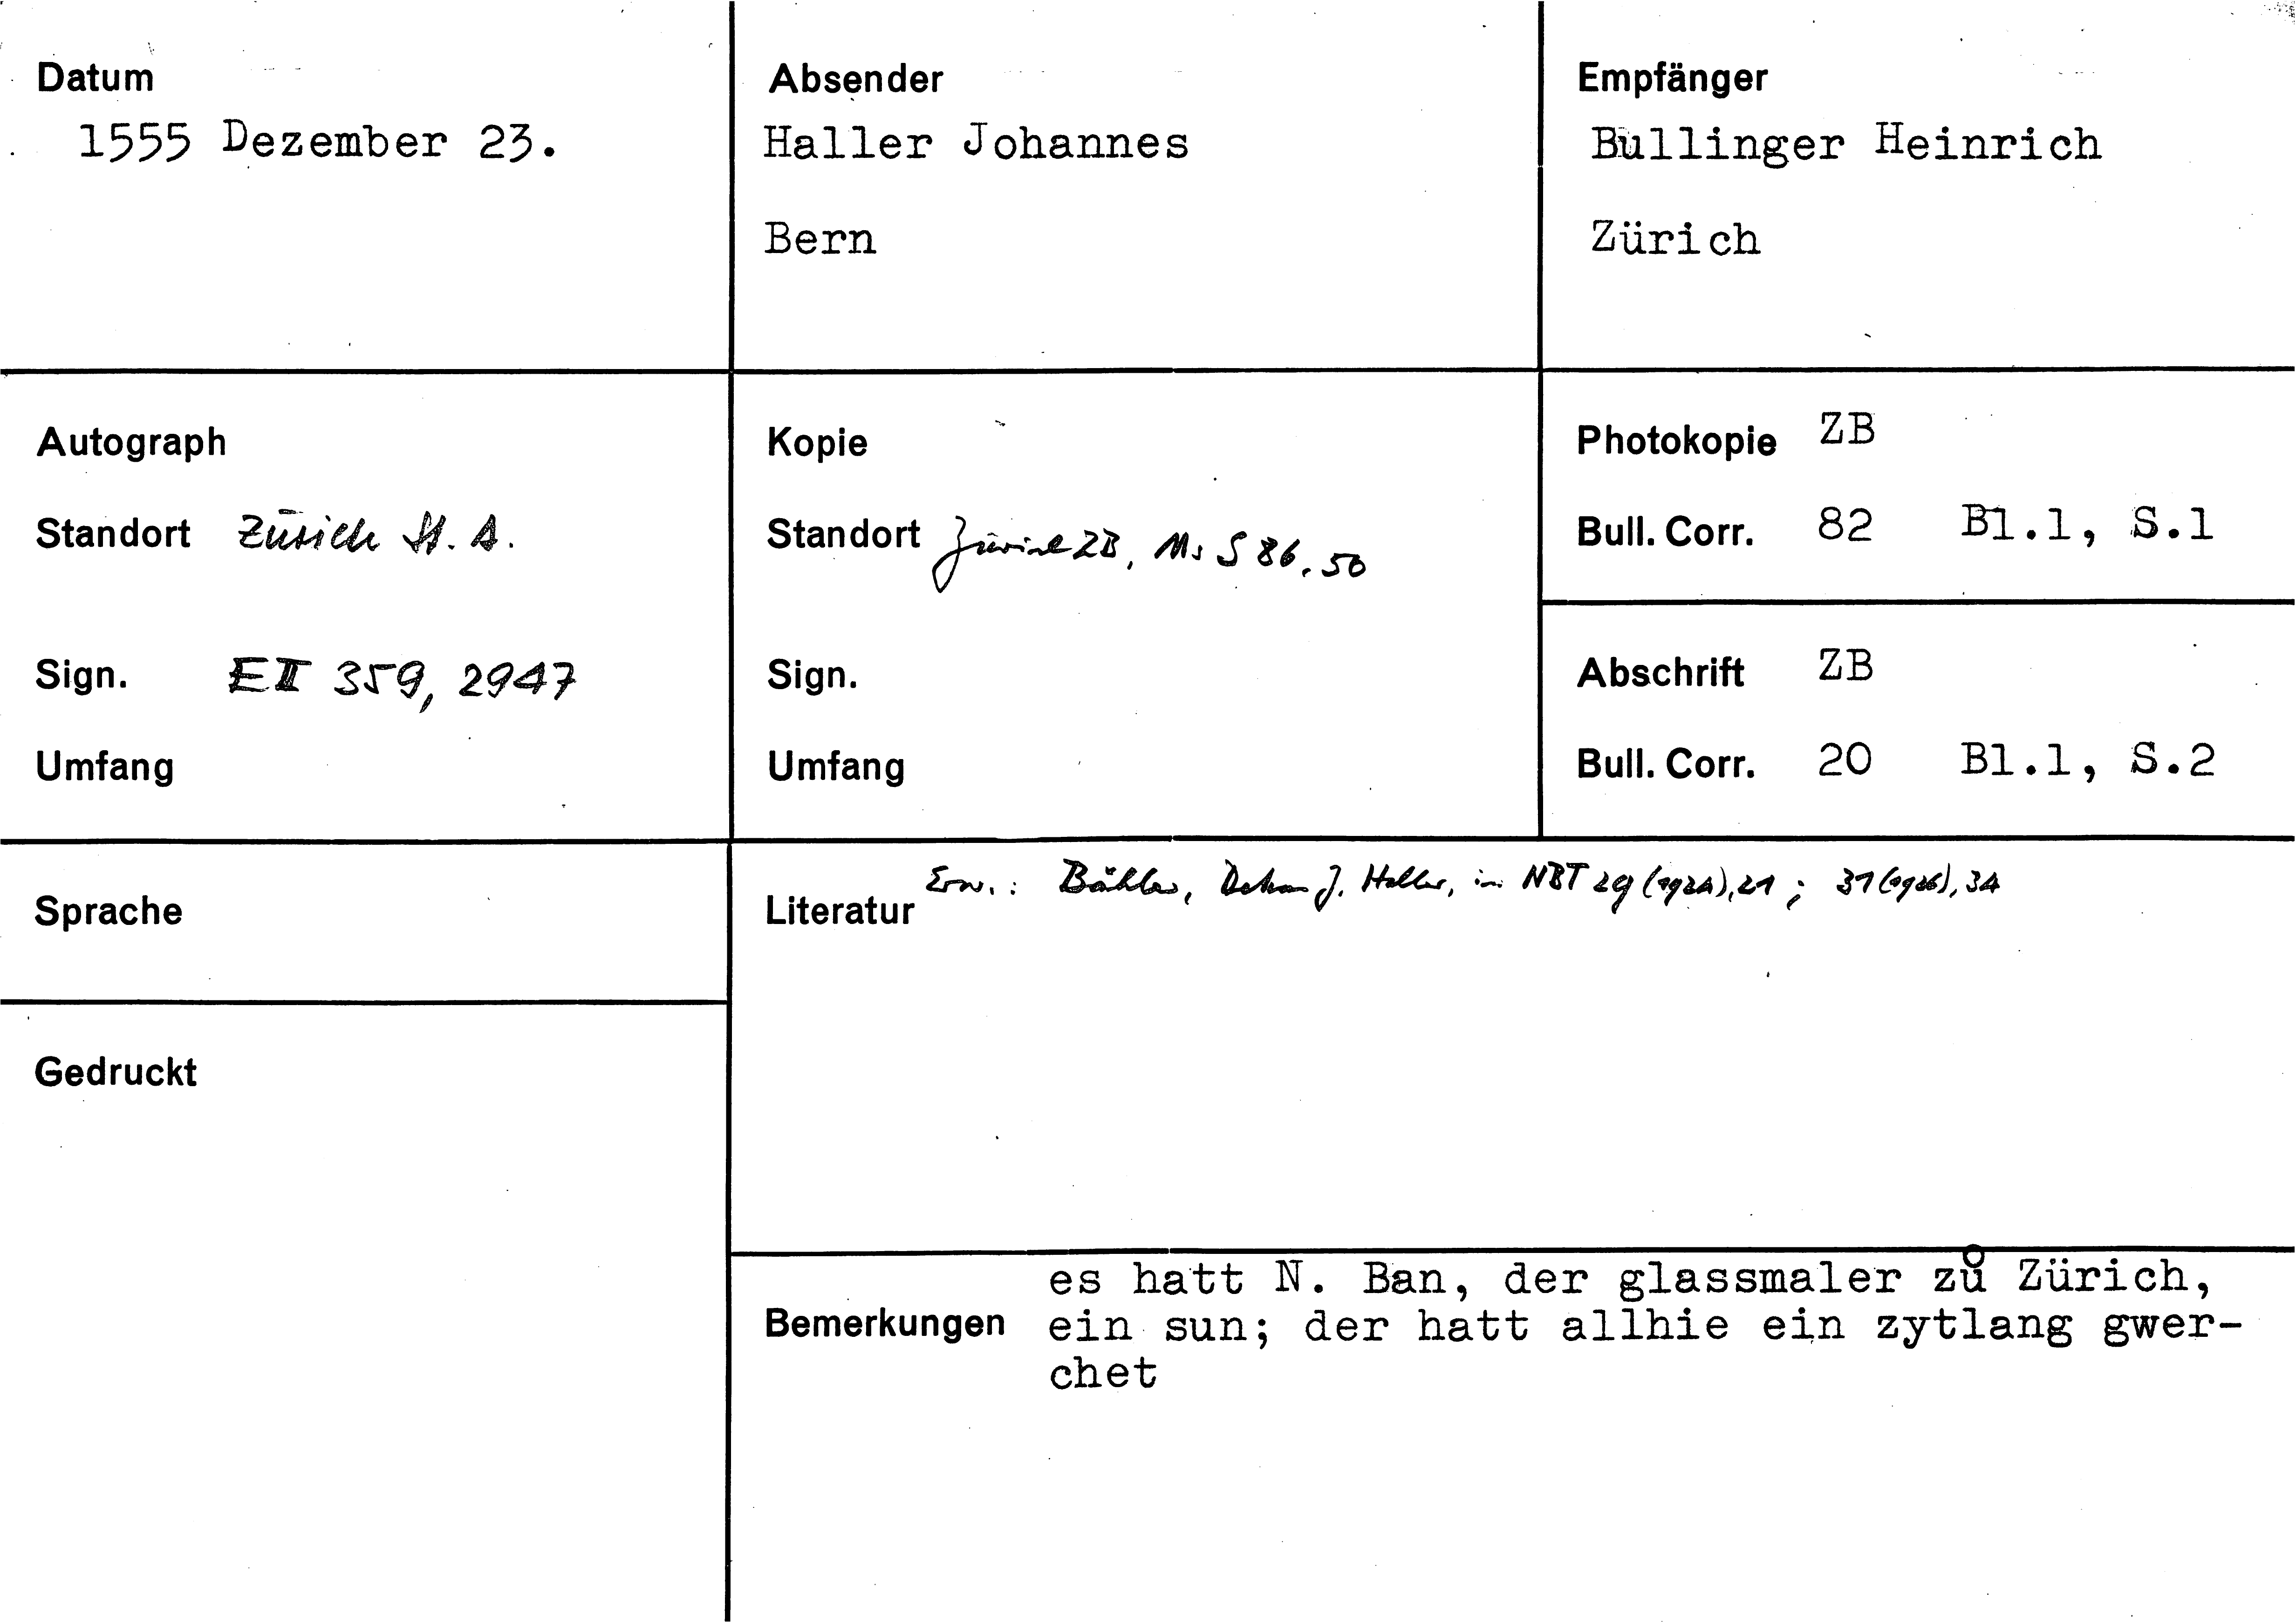 Datum
1555 Dezember 23.
Absender
Haller Johannes
Bern
Empfänger
Bullinger Heinrich
Zürich
Autograph
Standort Zürich St. A.
Sign. E II 359, 2947
Umfang
Kopie
Standort Zürich ZB, Ms S 86, 50
Sign.
Umfang
Photokopie ZB
Bull. Corr. 82 Bl.1, S.1
Abschrift ZB
Bull. Corr. 20 Bl.1, S.2
Sprache
Gedruckt
Literatur Erw.: Bähler, Dekan J. Haller, in NBT 29 (1924), 21; 31 (1926), 34
Bemerkungen
es hatt N. Ban, der glassmaler zů Zürich,
ein sun; der hatt allhie ein zytlang gwer-
chet